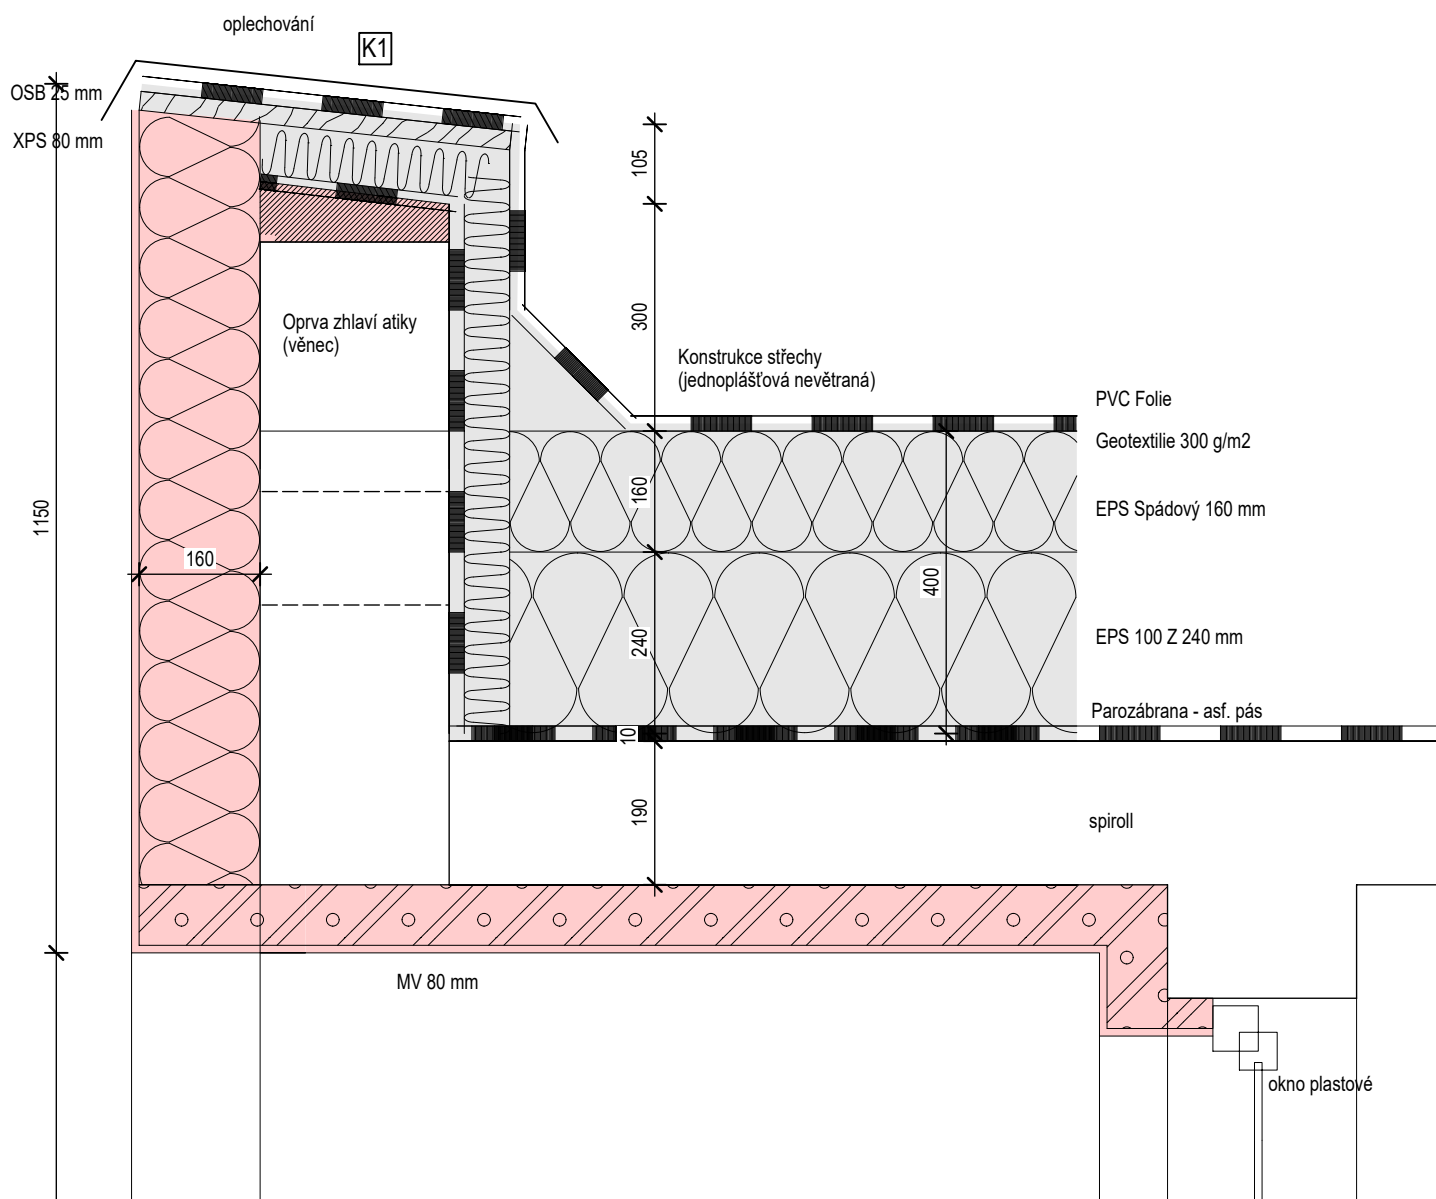 oplechování
K1
OSB 25 mm
XPS 80 mm
105
300
Oprva zhlaví atiky
(věnec)
Konstrukce střechy
(jednoplášťová nevětraná)
PVC Folie
Geotextilie 300 g/m2
160
EPS Spádový 160 mm
1150
160
400
240
EPS 100 Z 240 mm
Parozábrana - asf. pás
10
190
spiroll
MV 80 mm
okno plastové